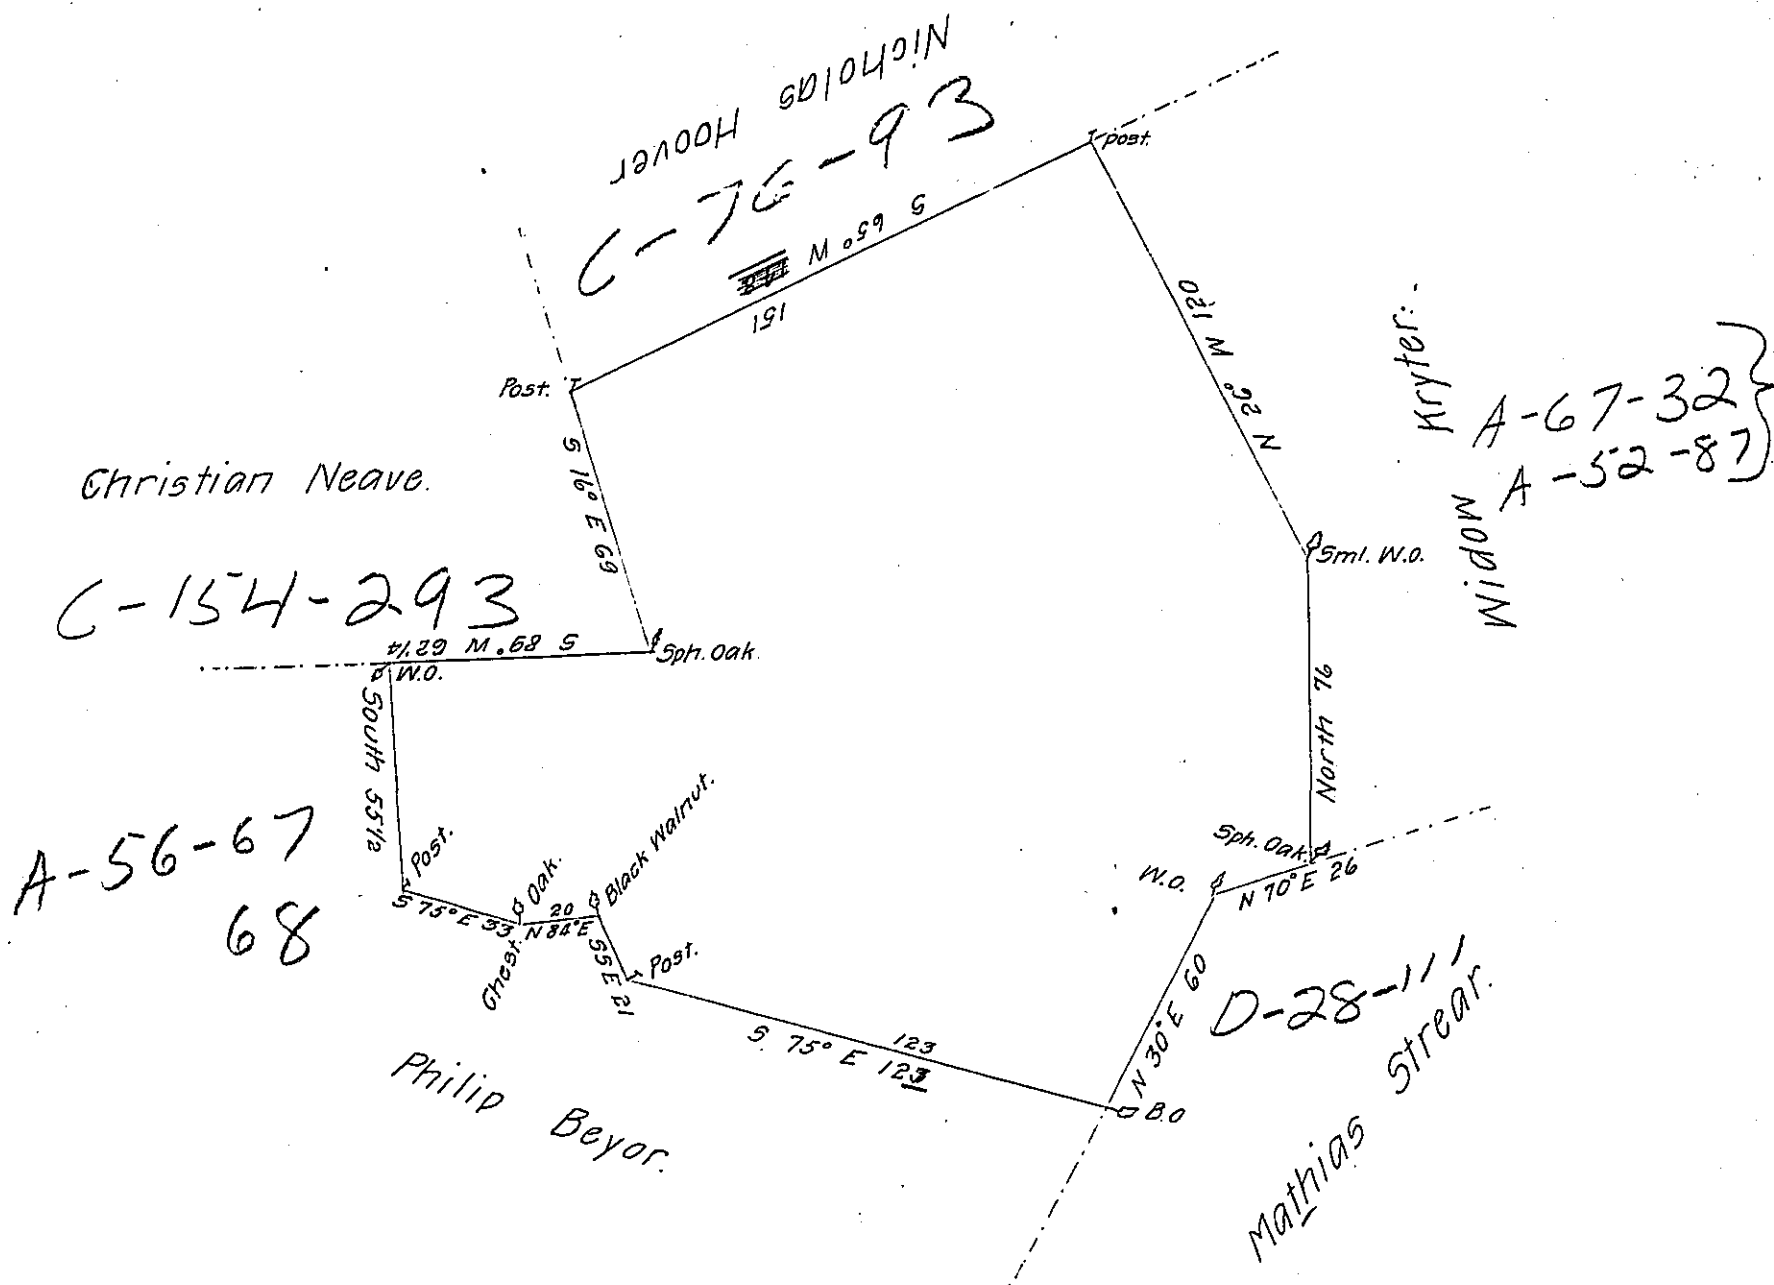 Nicholas Hoover
C-76-93
post.
S 65° W
151
N 26° W 120
Post.
S 16° E 69
Christian Neave.
C-154-293
S 89° W 62 1/4
W.O.
Sph. Oak.
Widow Kryter:-
A-67-32
A-52-87
Sml. W.O.
North 76
South 55 1/2
A-56-67
68
Post.
S 75° E 33
Chest. Oak.
20
N 84° E
Black Walnut.
S 5 E 21
Post.
123
S. 75° E 123
Sph. Oak.
W.O.
N 70° E 26
N 30° E 60
D-28-111
B.O
Philip Beyor.
Mathias Strear.